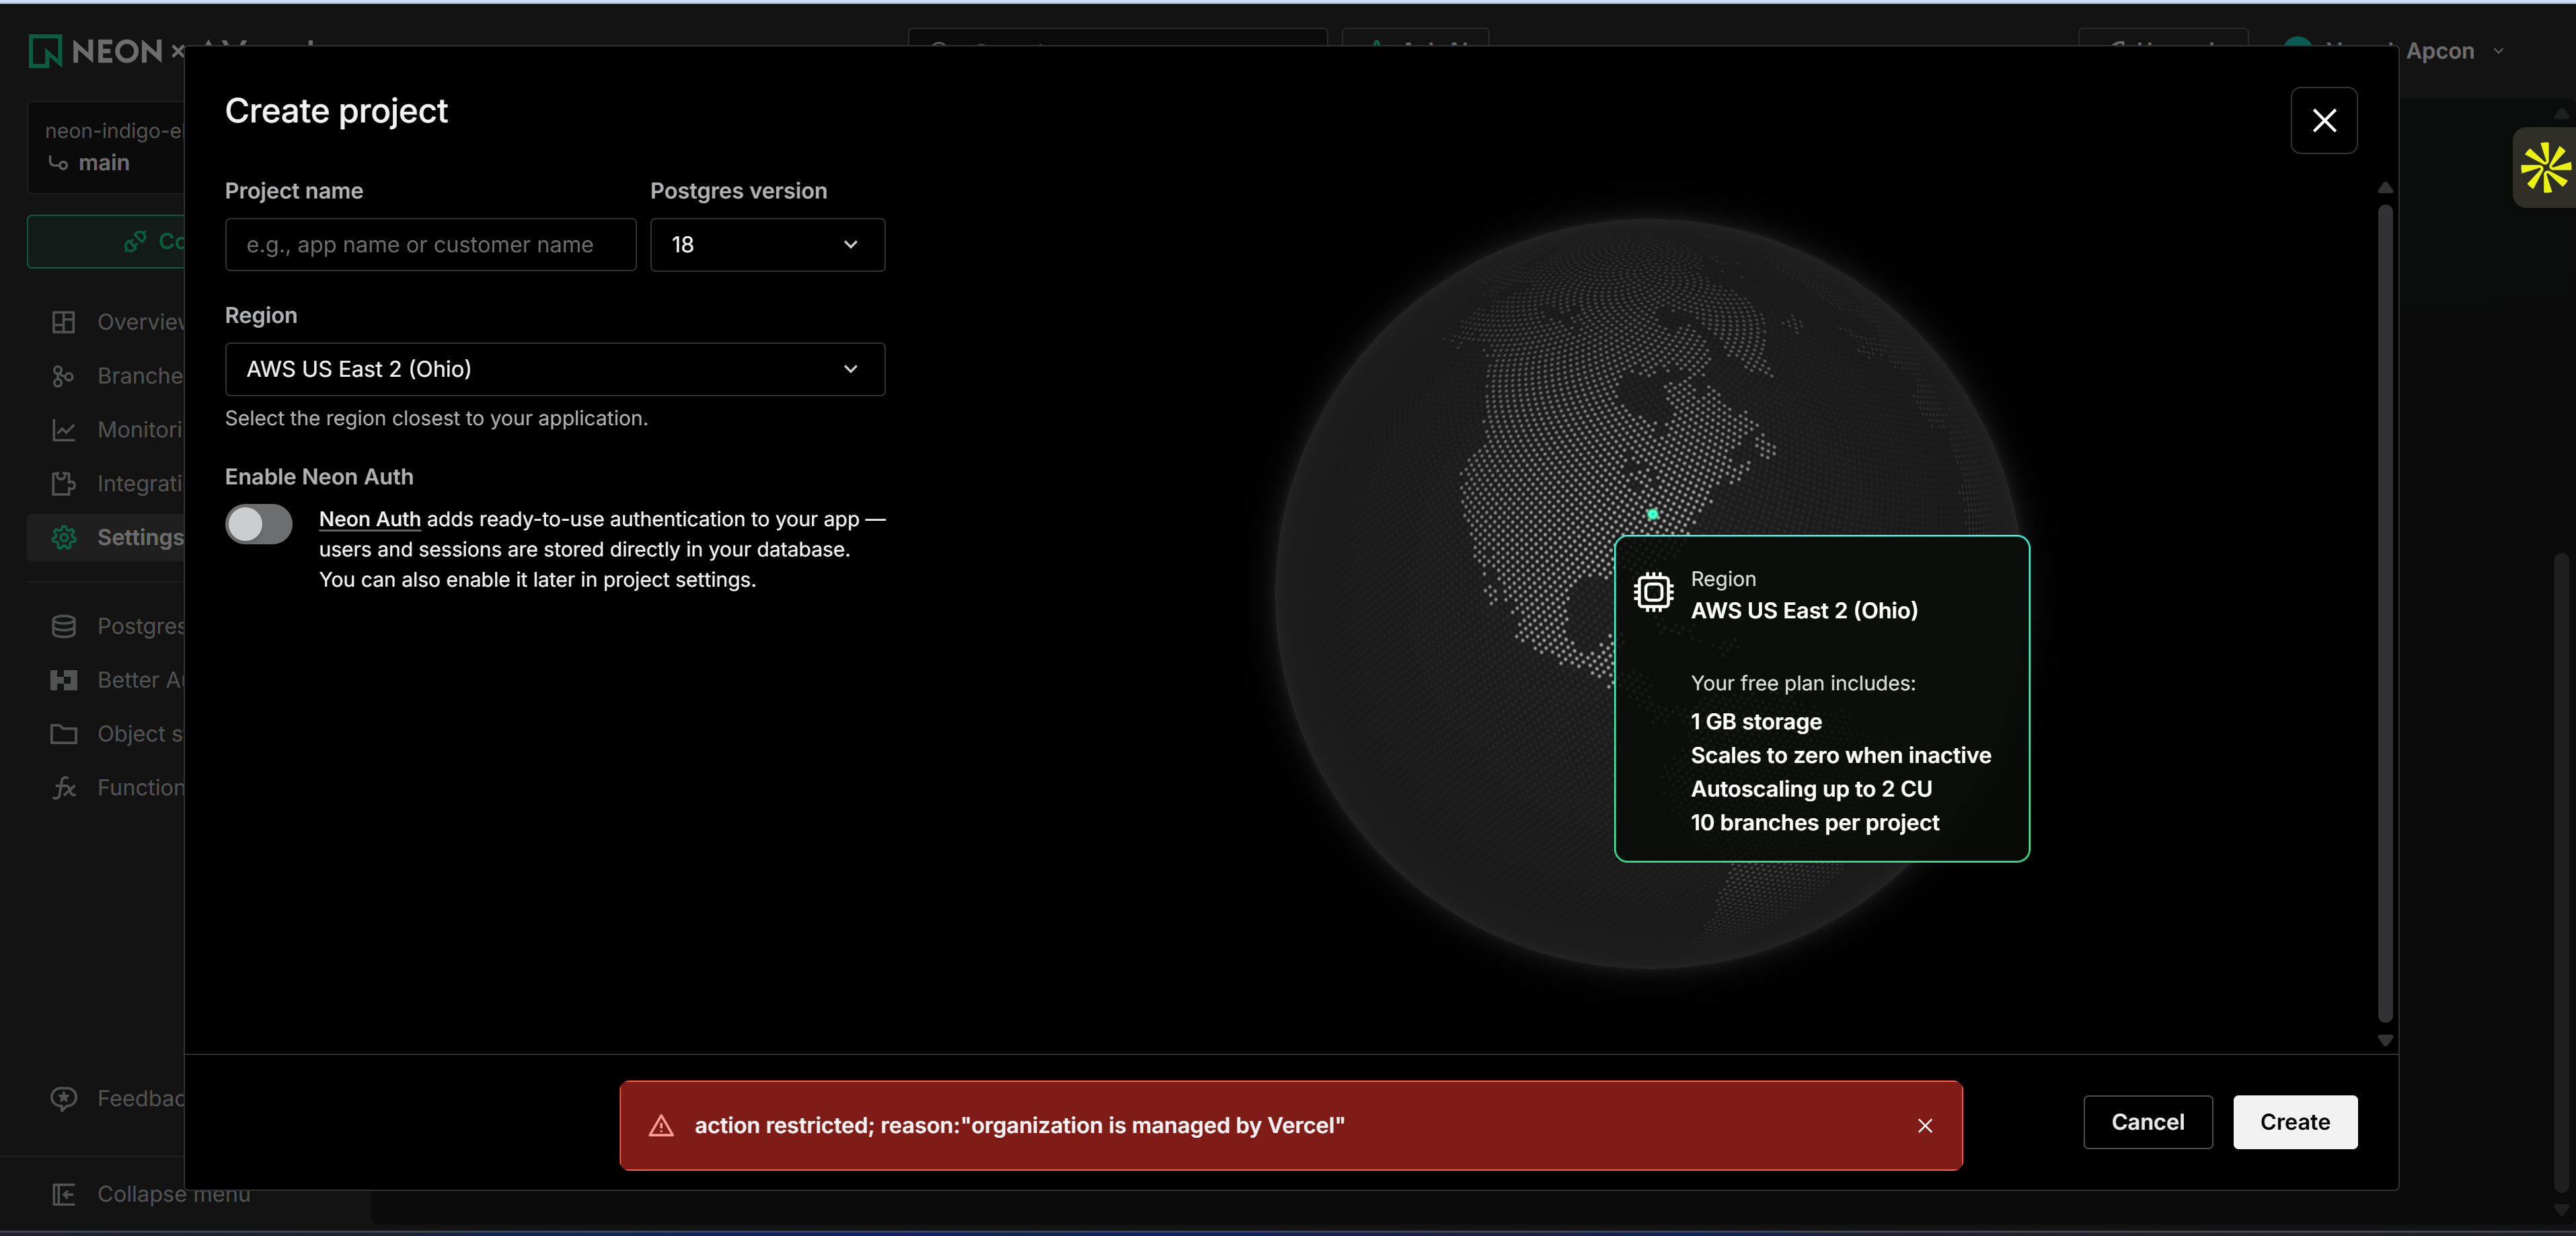 NEON ×
Apcon
neon-indigo-el
main
Create project
Project name
Postgres version
e.g., app name or customer name
18
Region
AWS US East 2 (Ohio)
Select the region closest to your application.
Enable Neon Auth
Neon Auth adds ready-to-use authentication to your app —
users and sessions are stored directly in your database.
You can also enable it later in project settings.
Overview
Branche
Monitori
Integrati
Settings
Postgres
Better Au
Object s
Function
Feedbac
Collapse menu
Region
AWS US East 2 (Ohio)
Your free plan includes:
1 GB storage
Scales to zero when inactive
Autoscaling up to 2 CU
10 branches per project
action restricted; reason:"organization is managed by Vercel"
Cancel
Create